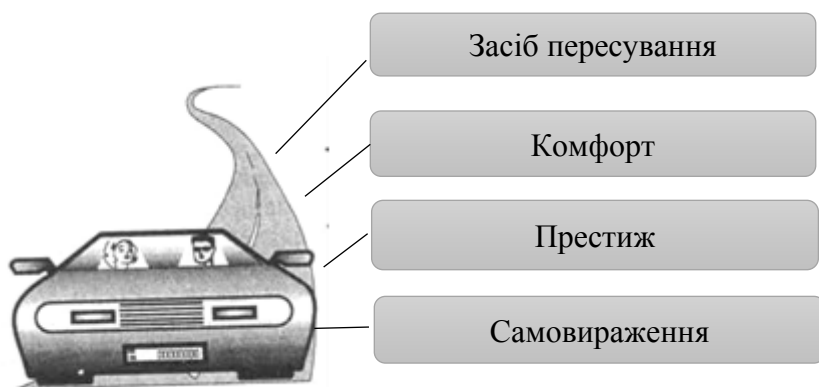 Засіб пересування
Комфорт
Престиж
Самовираження